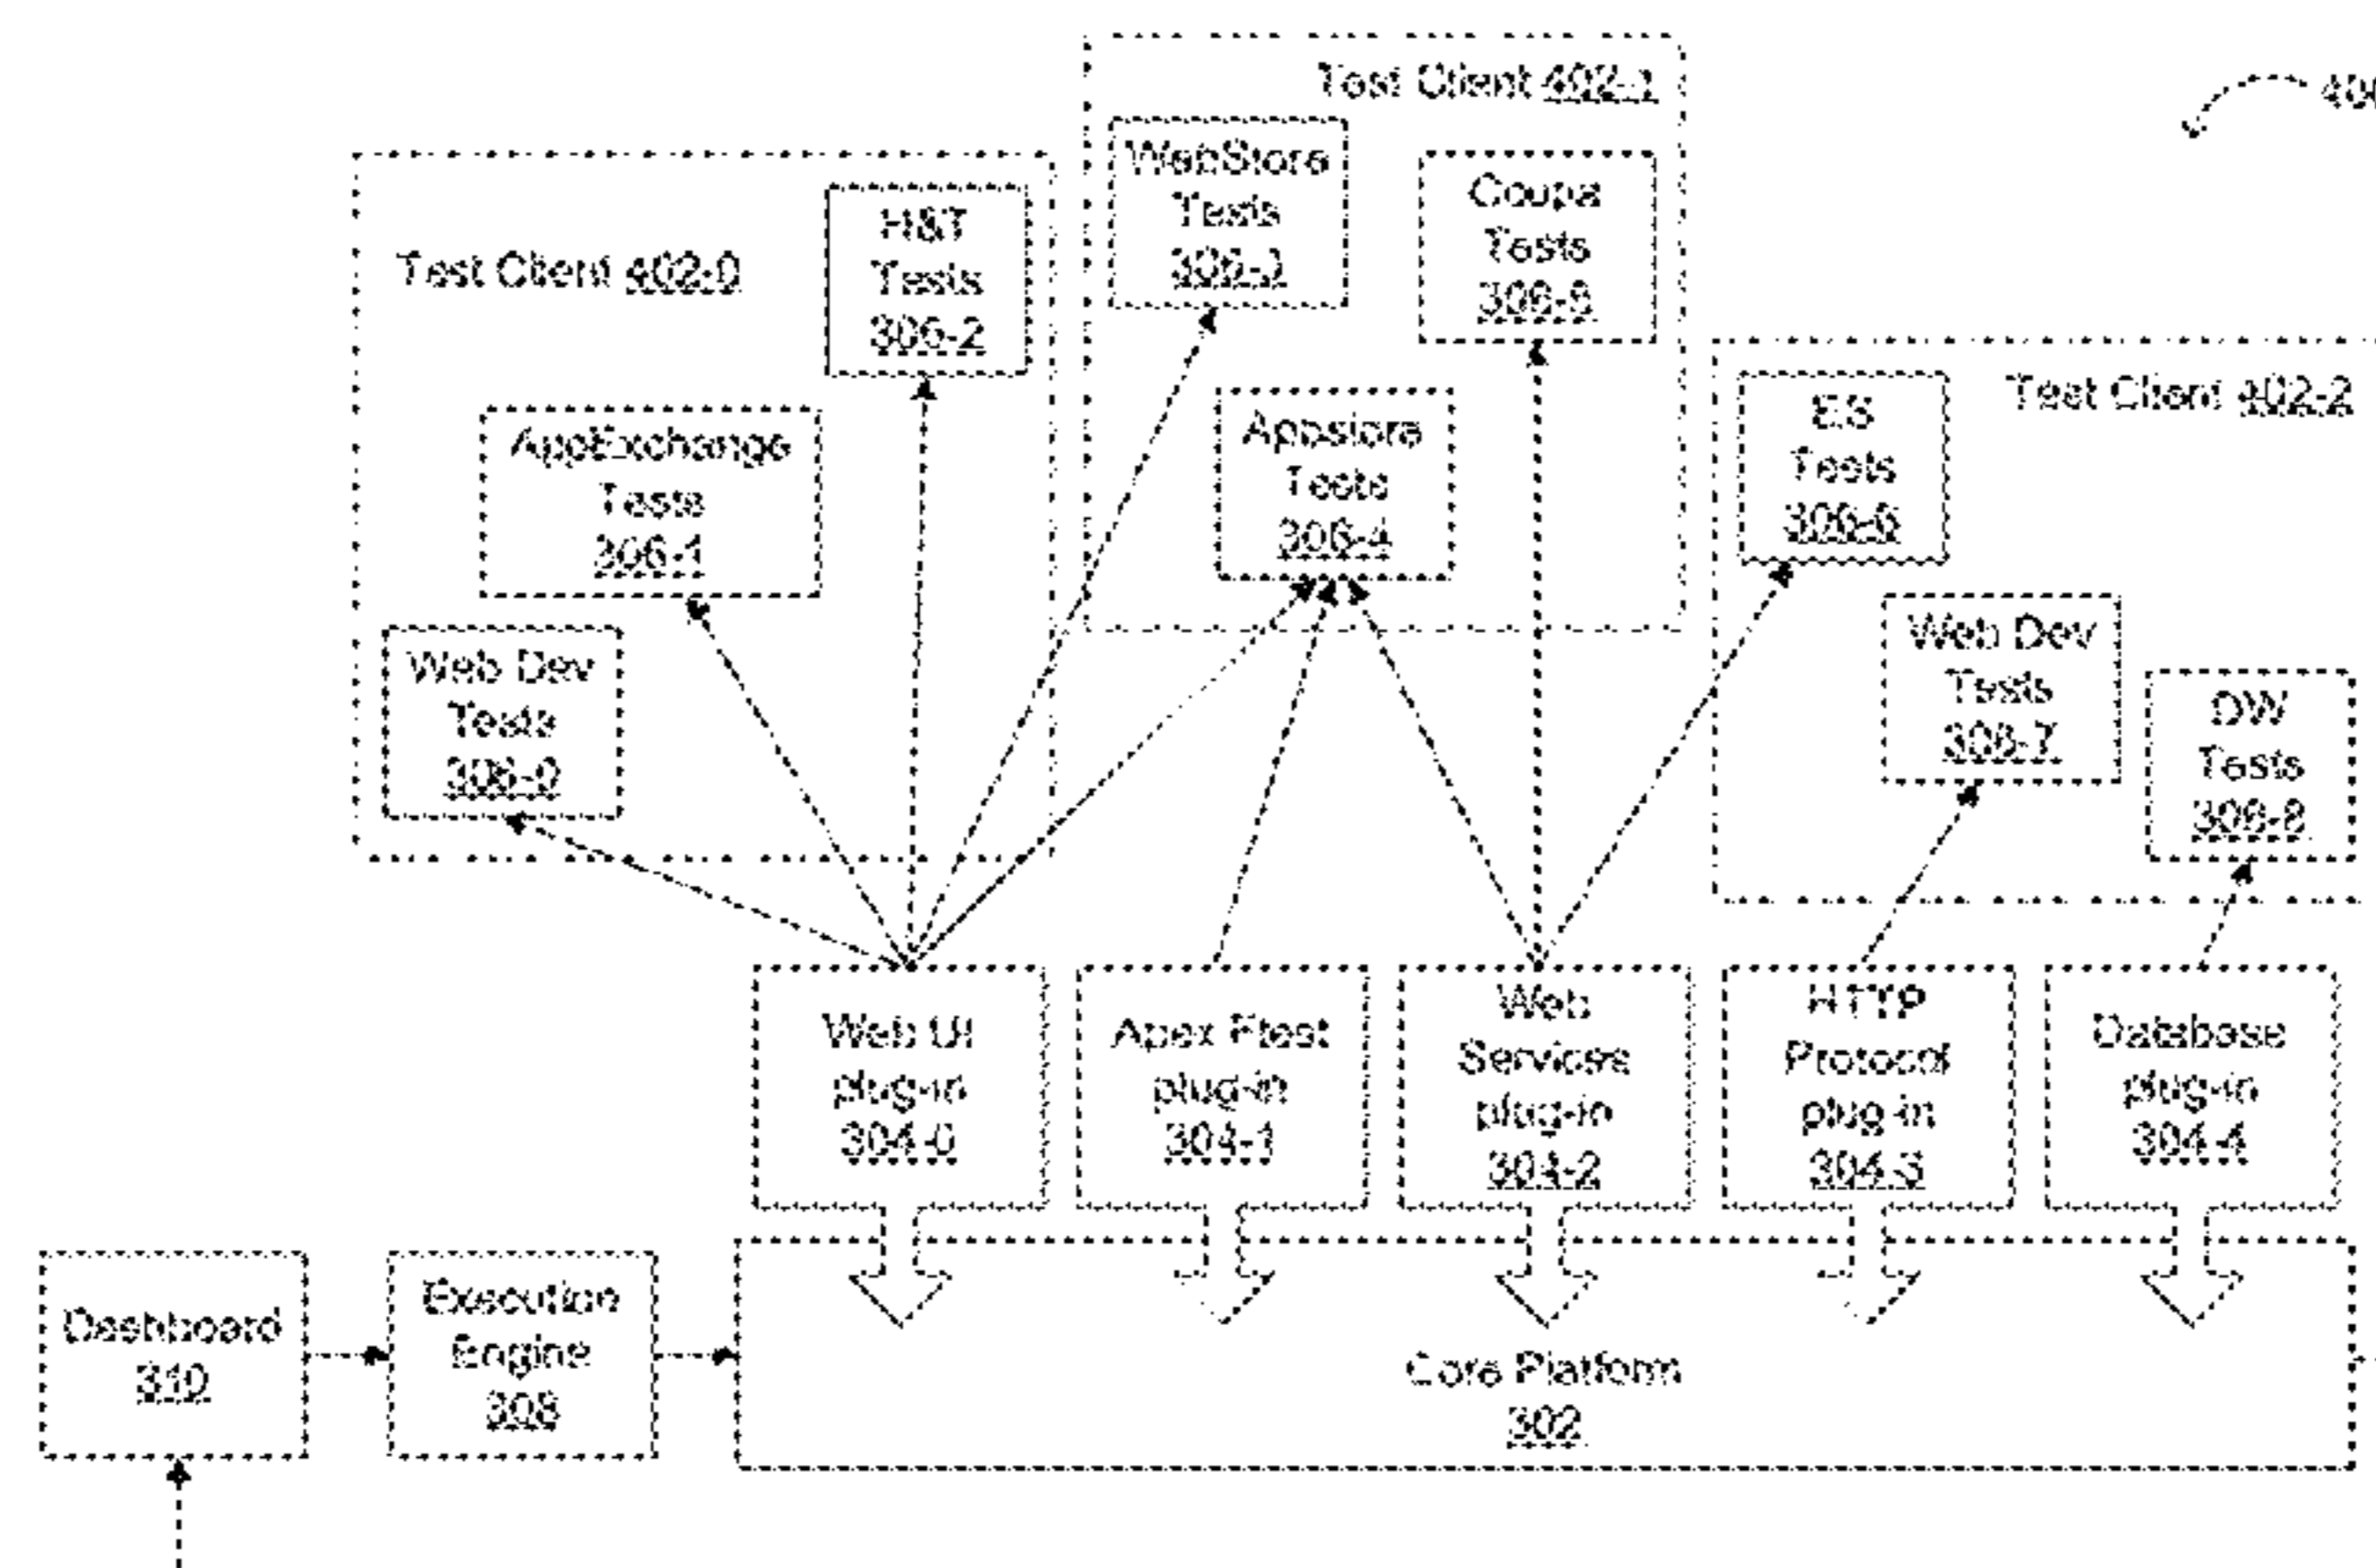 Test Client 402-1
400
WebStore
Tests
306-3
Coupa
Tests
306-5
H&T
Tests
306-2
Test Client 402-0
Test Client 402-2
ES
Tests
306-6
AppExchange
Tests
306-1
Appstore
Tests
306-4
Web Dev
Tests
306-0
Web Dev
Tests
306-7
DW
Tests
306-8
Web UI
plug-in
304-0
Apex Ftest
plug-in
304-1
Web
Services
plug-in
304-2
HTTP
Protocol
plug-in
304-3
Database
plug-in
304-4
Dashboard
310
Execution
Engine
308
Core Platform
302